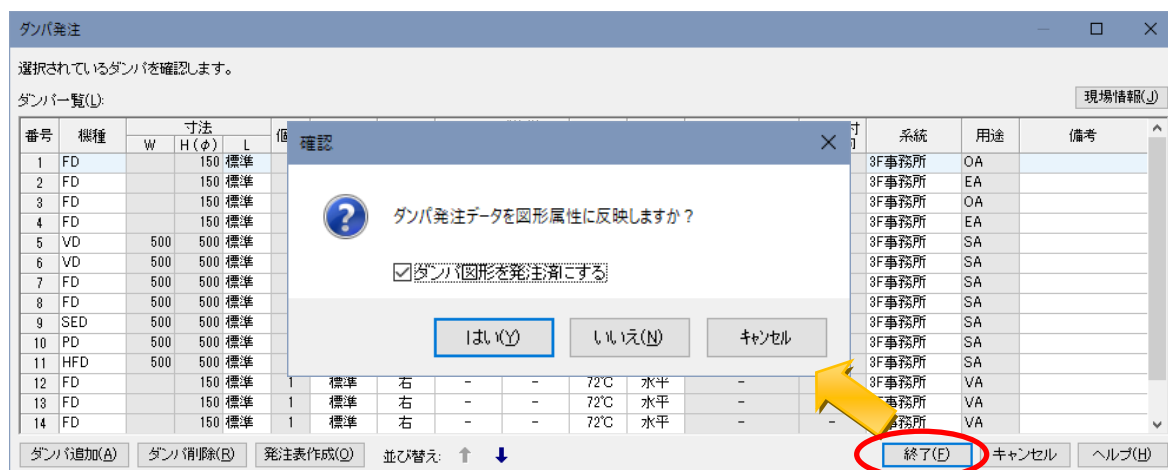 ダンパ発注
選択されているダンパを確認します。
ダンパ一覧(L):
現場情報(J)
番号 機種 寸法 W H(φ) L 系統 用途 備考
1 FD 150 標準 3F事務所 OA
2 FD 150 標準 3F事務所 EA
3 FD 150 標準 3F事務所 OA
4 FD 150 標準 3F事務所 EA
5 VD 500 500 標準 3F事務所 SA
6 VD 500 500 標準 3F事務所 SA
7 FD 500 500 標準 3F事務所 SA
8 FD 500 500 標準 3F事務所 SA
9 SED 500 500 標準 3F事務所 SA
10 PD 500 500 標準 3F事務所 SA
11 HFD 500 500 標準 3F事務所 SA
12 FD 150 標準 1 標準 右 - - 72℃ 水平 - 3F事務所 VA
13 FD 150 標準 1 標準 右 - - 72℃ 水平 - 事務所 VA
14 FD 150 標準 1 標準 右 - - 72℃ 水平 - - 事務所 VA
確認
ダンパ発注データを図形属性に反映しますか?
ダンパ図形を発注済にする
はい(Y) いいえ(N) キャンセル
ダンパ追加(A) ダンパ削除(R) 発注表作成(O) 並び替え: 終了(F) キャンセル ヘルプ(H)